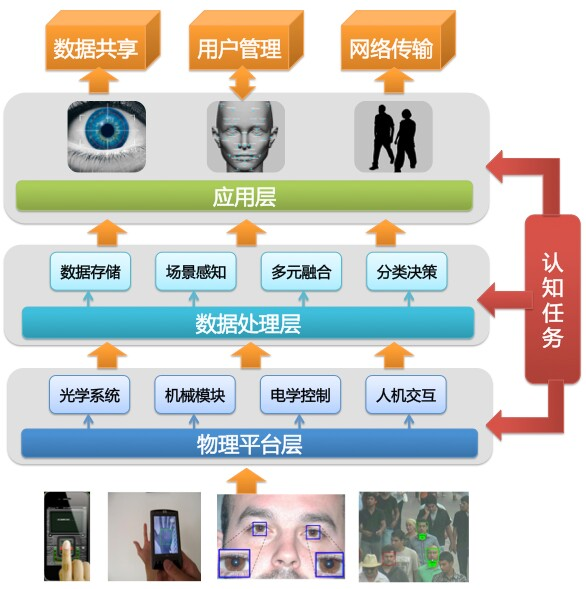 数据共享
用户管理
网络传输
应用层
数据存储
场景感知
多元融合
分类决策
数据处理层
光学系统
机械模块
电学控制
人机交互
物理平台层
认知任务